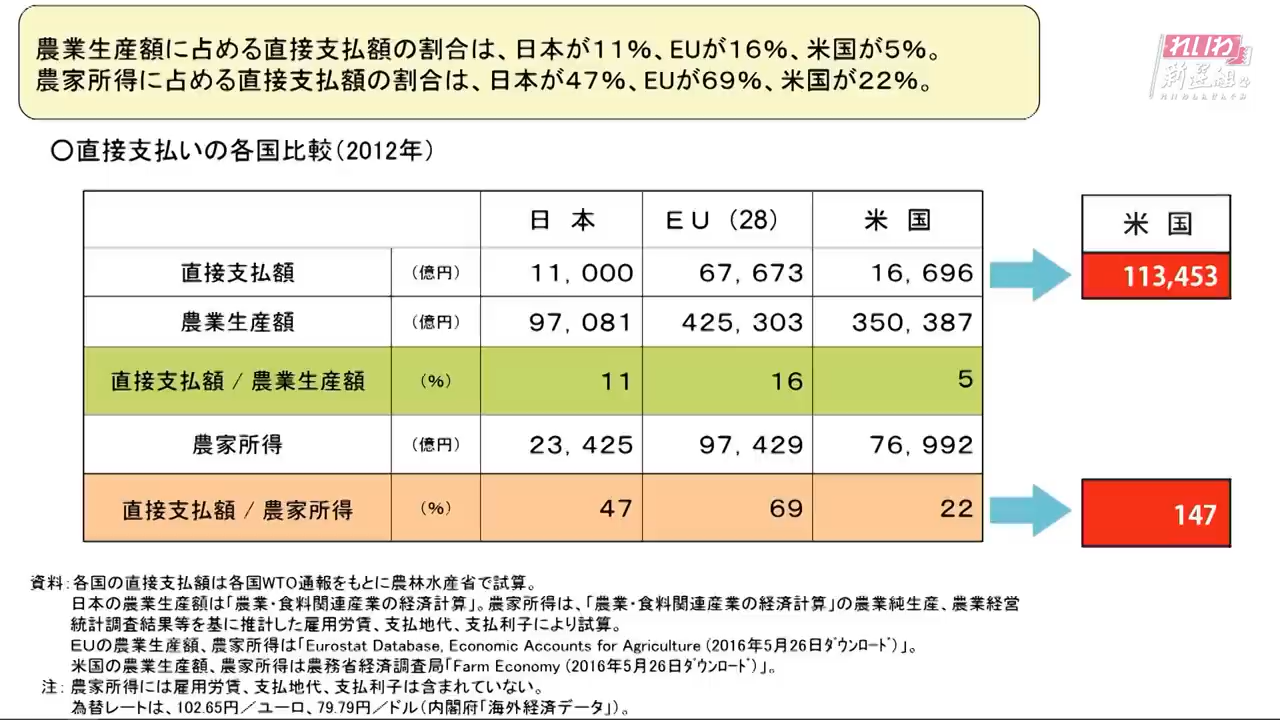 農業生産額に占める直接支払額の割合は、日本が11%、EUが16%、米国が5%。
農家所得に占める直接支払額の割合は、日本が47%、EUが69%、米国が22%。
れいわ
新選組
れいわしんせんぐみ
〇直接支払いの各国比較(2012年)
日 本 EU(28) 米 国
米 国
直接支払額 (億円) 11,000 67,673 16,696
113,453
農業生産額 (億円) 97,081 425,303 350,387
直接支払額 / 農業生産額 (%) 11 16 5
農家所得 (億円) 23,425 97,429 76,992
直接支払額 / 農家所得 (%) 47 69 22
147
資料:各国の直接支払額は各国WTO通報をもとに農林水産省で試算。
日本の農業生産額は「農業・食料関連産業の経済計算」。農家所得は、「農業・食料関連産業の経済計算」の農業純生産、農業経営
統計調査結果等を基に推計した雇用労賃、支払地代、支払利子により試算。
EUの農業生産額、農家所得は「Eurostat Database, Economic Accounts for Agriculture (2016年5月26日ダウンロード)」。
米国の農業生産額、農家所得は農務省経済調査局「Farm Economy (2016年5月26日ダウンロード)」。
注: 農家所得には雇用労賃、支払地代、支払利子は含まれていない。
為替レートは、102.65円/ユーロ、79.79円/ドル(内閣府「海外経済データ」)。